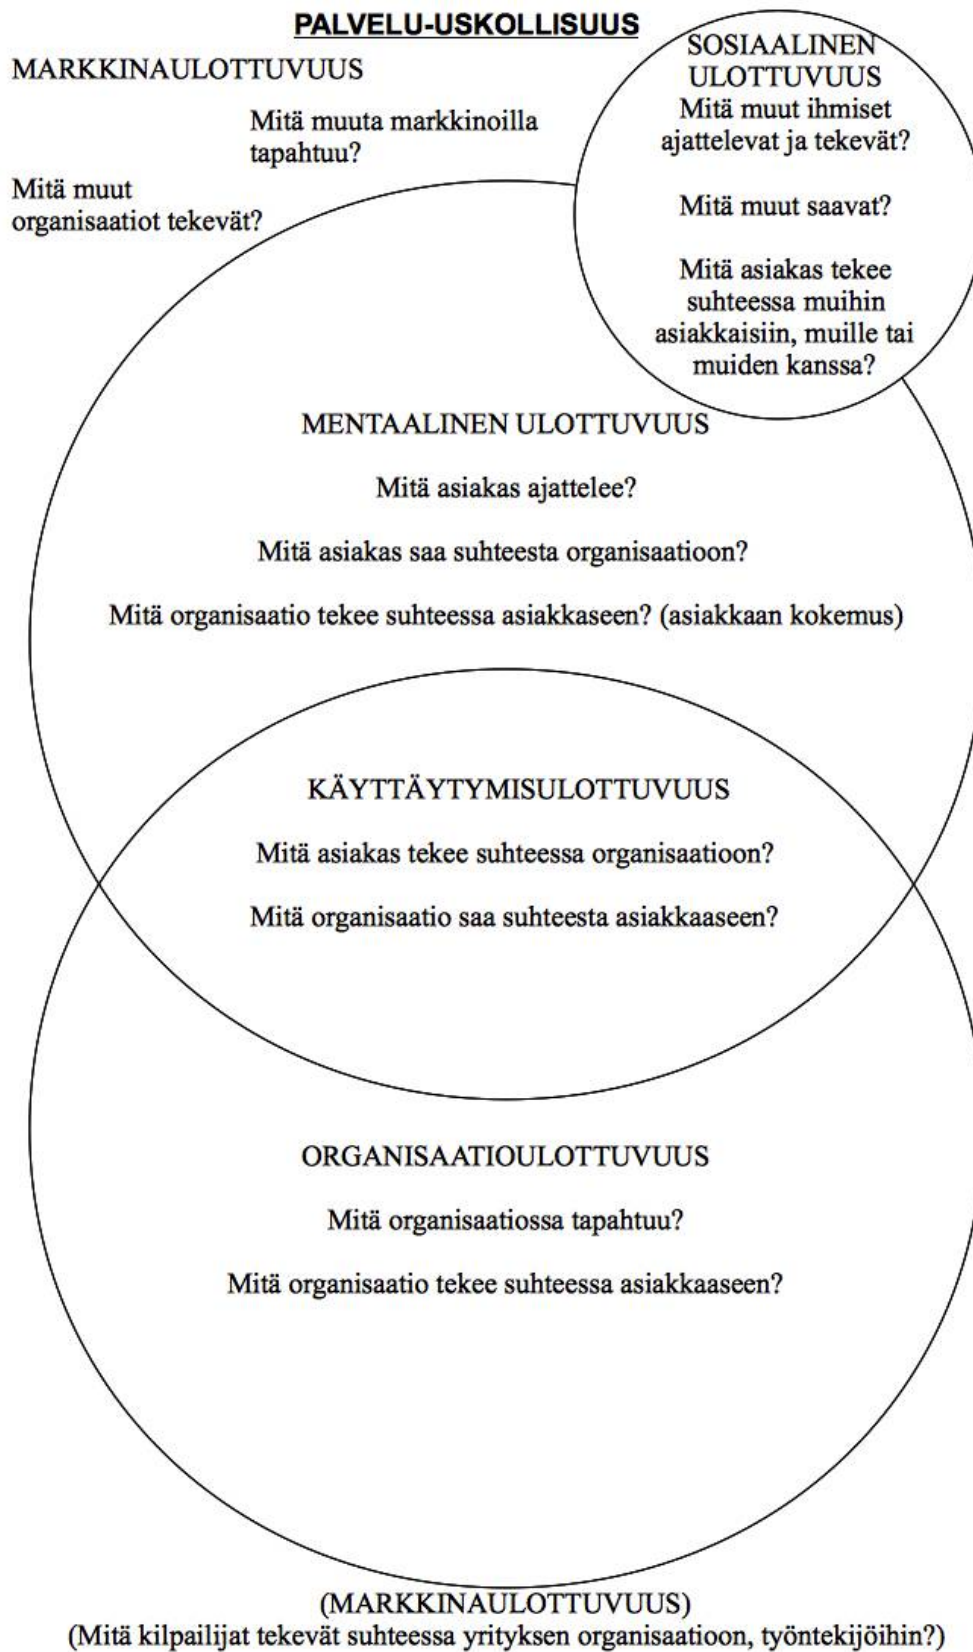 PALVELU-USKOLLISUUS
MARKKINAULOTTUVUUS
Mitä muuta markkinoilla
tapahtuu?
Mitä muut
organisaatiot tekevät?
SOSIAALINEN
ULOTTUVUUS
Mitä muut ihmiset
ajattelevat ja tekevät?
Mitä muut saavat?
Mitä asiakas tekee
suhteessa muihin
asiakkaisiin, muille tai
muiden kanssa?
MENTAALINEN ULOTTUVUUS
Mitä asiakas ajattelee?
Mitä asiakas saa suhteesta organisaatioon?
Mitä organisaatio tekee suhteessa asiakkaseen? (asiakkaan kokemus)
KÄYTTÄYTYMISULOTTUVUUS
Mitä asiakas tekee suhteessa organisaatioon?
Mitä organisaatio saa suhteesta asiakkaaseen?
ORGANISAATIOULOTTUVUUS
Mitä organisaatiossa tapahtuu?
Mitä organisaatio tekee suhteessa asiakkaaseen?
(MARKKINAULOTTUVUUS)
(Mitä kilpailijat tekevät suhteessa yrityksen organisaatioon, työntekijöihin?)